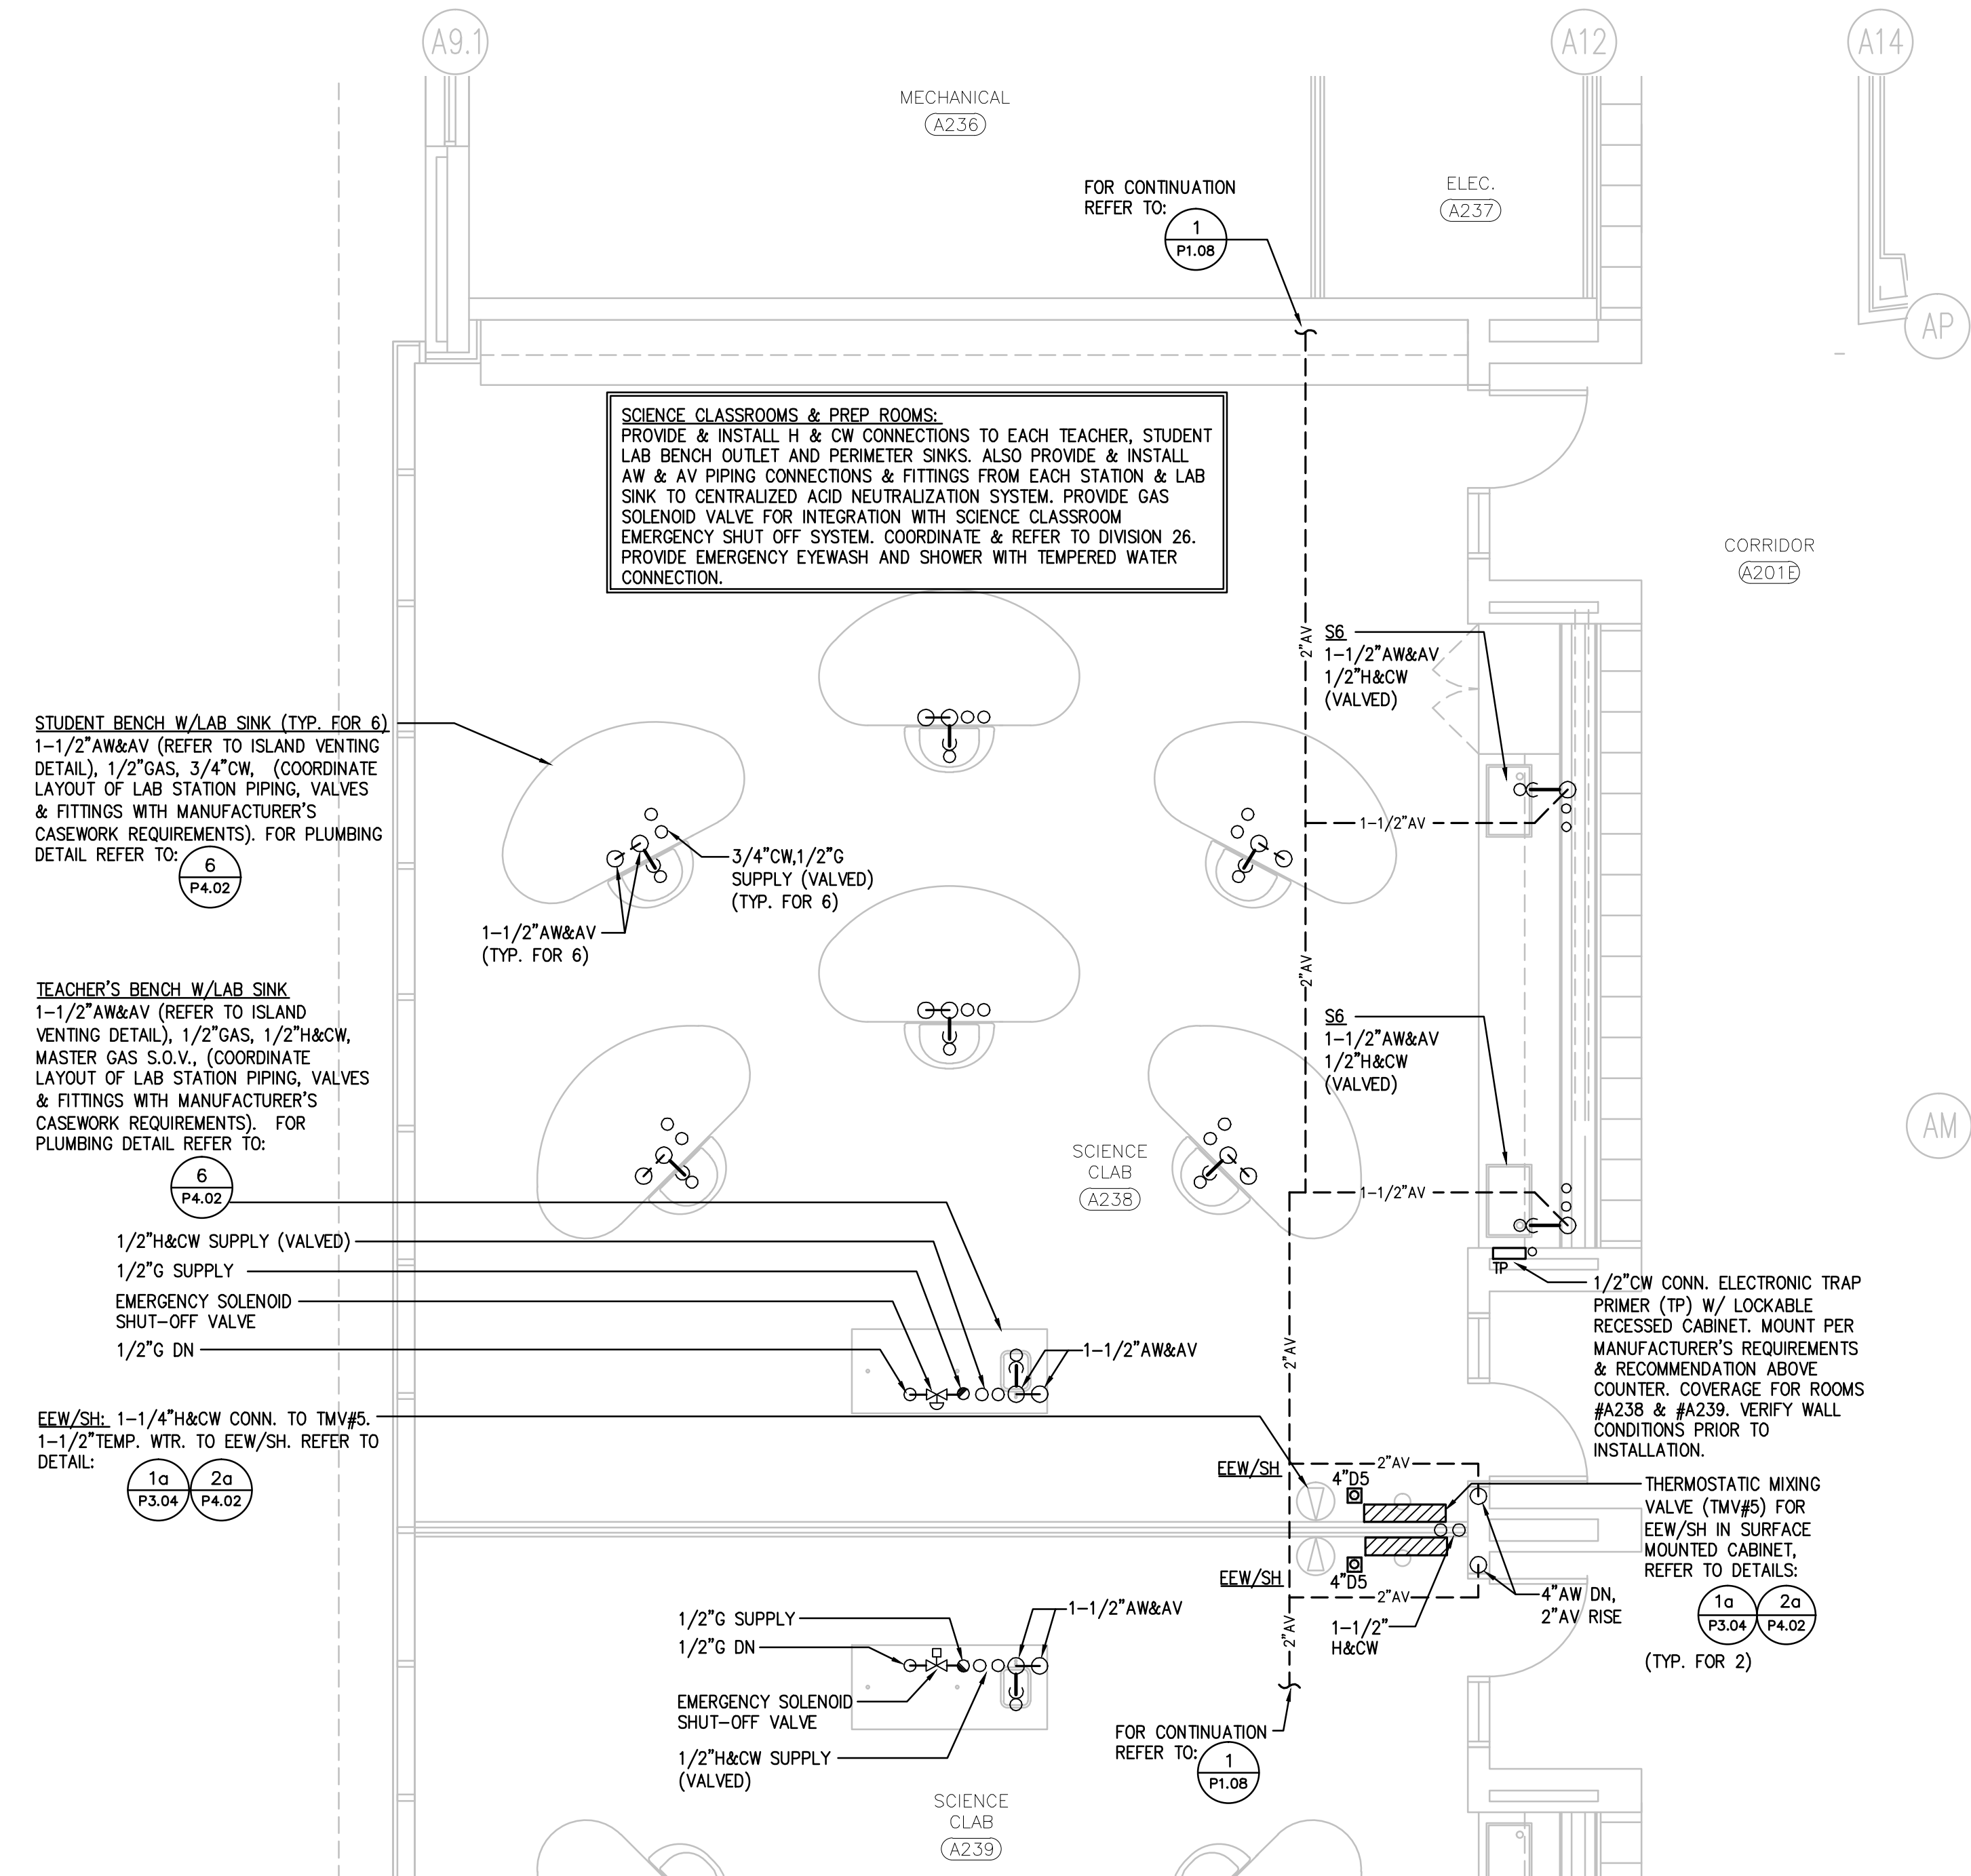 A9.1
A12
A14
MECHANICAL
A236
ELEC.
A237
FOR CONTINUATION
REFER TO:
1
P1.08
AP
SCIENCE CLASSROOMS & PREP ROOMS:
PROVIDE & INSTALL H & CW CONNECTIONS TO EACH TEACHER, STUDENT
LAB BENCH OUTLET AND PERIMETER SINKS. ALSO PROVIDE & INSTALL
AW & AV PIPING CONNECTIONS & FITTINGS FROM EACH STATION & LAB
SINK TO CENTRALIZED ACID NEUTRALIZATION SYSTEM. PROVIDE GAS
SOLENOID VALVE FOR INTEGRATION WITH SCIENCE CLASSROOM
EMERGENCY SHUT OFF SYSTEM. COORDINATE & REFER TO DIVISION 26.
PROVIDE EMERGENCY EYEWASH AND SHOWER WITH TEMPERED WATER
CONNECTION.
CORRIDOR
A201E
2"AV
S6
1-1/2"AW&AV
1/2"H&CW
(VALVED)
STUDENT BENCH W/LAB SINK (TYP. FOR 6)
1-1/2"AW&AV (REFER TO ISLAND VENTING
DETAIL), 1/2"GAS, 3/4"CW, (COORDINATE
LAYOUT OF LAB STATION PIPING, VALVES
& FITTINGS WITH MANUFACTURER'S
CASEWORK REQUIREMENTS). FOR PLUMBING
DETAIL REFER TO:
6
P4.02
1-1/2"AV
3/4"CW,1/2"G
SUPPLY (VALVED)
(TYP. FOR 6)
1-1/2"AW&AV
(TYP. FOR 6)
2"AV
TEACHER'S BENCH W/LAB SINK
1-1/2"AW&AV (REFER TO ISLAND
VENTING DETAIL), 1/2"GAS, 1/2"H&CW,
MASTER GAS S.O.V., (COORDINATE
LAYOUT OF LAB STATION PIPING, VALVES
& FITTINGS WITH MANUFACTURER'S
CASEWORK REQUIREMENTS). FOR
PLUMBING DETAIL REFER TO:
6
P4.02
S6
1-1/2"AW&AV
1/2"H&CW
(VALVED)
AM
SCIENCE
CLAB
A238
1-1/2"AV
1/2"H&CW SUPPLY (VALVED)
1/2"G SUPPLY
EMERGENCY SOLENOID
SHUT-OFF VALVE
1/2"G DN
1-1/2"AW&AV
2"AV
TP
1/2"CW CONN. ELECTRONIC TRAP
PRIMER (TP) W/ LOCKABLE
RECESSED CABINET. MOUNT PER
MANUFACTURER'S REQUIREMENTS
& RECOMMENDATION ABOVE
COUNTER. COVERAGE FOR ROOMS
#A238 & #A239. VERIFY WALL
CONDITIONS PRIOR TO
INSTALLATION.
EEW/SH: 1-1/4"H&CW CONN. TO TMV#5.
1-1/2"TEMP. WTR. TO EEW/SH. REFER TO
DETAIL:
1a
P3.04
2a
P4.02
EEW/SH
2"AV
4"D5
THERMOSTATIC MIXING
VALVE (TMV#5) FOR
EEW/SH IN SURFACE
MOUNTED CABINET,
REFER TO DETAILS:
1a
P3.04
2a
P4.02
(TYP. FOR 2)
EEW/SH
4"D5
2"AV
4"AW DN,
2"AV RISE
1-1/2"
H&CW
2"AV
1/2"G SUPPLY
1/2"G DN
1-1/2"AW&AV
EMERGENCY SOLENOID
SHUT-OFF VALVE
1/2"H&CW SUPPLY
(VALVED)
FOR CONTINUATION
REFER TO:
1
P1.08
SCIENCE
CLAB
A239